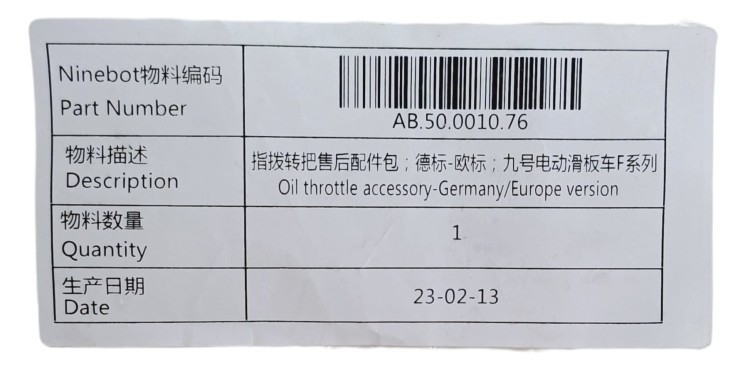 Ninebot物料编码
Part Number
AB.50.0010.76
物料描述
Description
指拨转把售后配件包；德标-欧标；九号电动滑板车F系列
Oil throttle accessory-Germany/Europe version
物料数量
Quantity
1
生产日期
Date
23-02-13